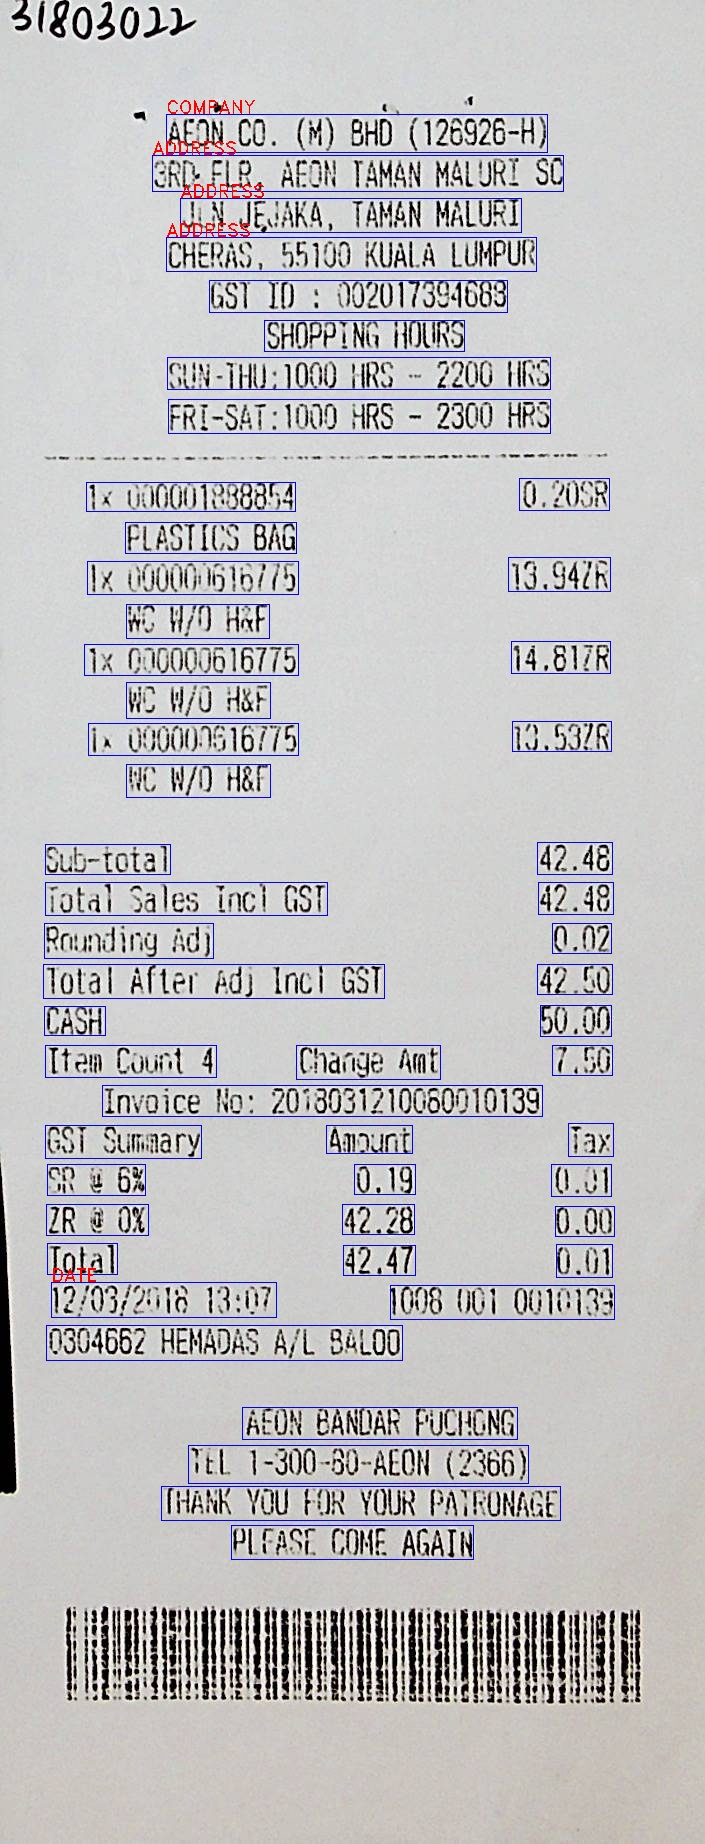 31803022
COMPANY
AEON CO. (M) BHD (126926-H)
ADDRESS
3RD FLR, AEON TAMAN MALURI SC
ADDRESS
JLN JEJAKA, TAMAN MALURI
ADDRESS
CHERAS, 55100 KUALA LUMPUR
GST ID : 002017394688
SHOPPING HOURS
SUN-THU:1000 HRS - 2200 HRS
FRI-SAT:1000 HRS - 2300 HRS
1x 000001888854 0.20SR
PLASTICS BAG
1x 000000616775 13.94ZR
WC W/O H&F
1x 000000616775 14.81ZR
WC W/O H&F
1x 000000616775 13.53ZR
WC W/O H&F
Sub-total 42.48
Total Sales Incl GST 42.48
Rounding Adj 0.02
Total After Adj Incl GST 42.50
CASH 50.00
Item Count 4 Change Amt 7.50
Invoice No: 2018031210080010139
GST Summary Amount Tax
SR @ 6% 0.19 0.01
ZR @ 0% 42.28 0.00
Total 42.47 0.01
DATE
12/03/2018 13:07 1008 001 0010139
0304662 HEMADAS A/L BALOO
AEON BANDAR PUCHONG
TEL 1-300-80-AEON (2366)
THANK YOU FOR YOUR PATRONAGE
PLEASE COME AGAIN